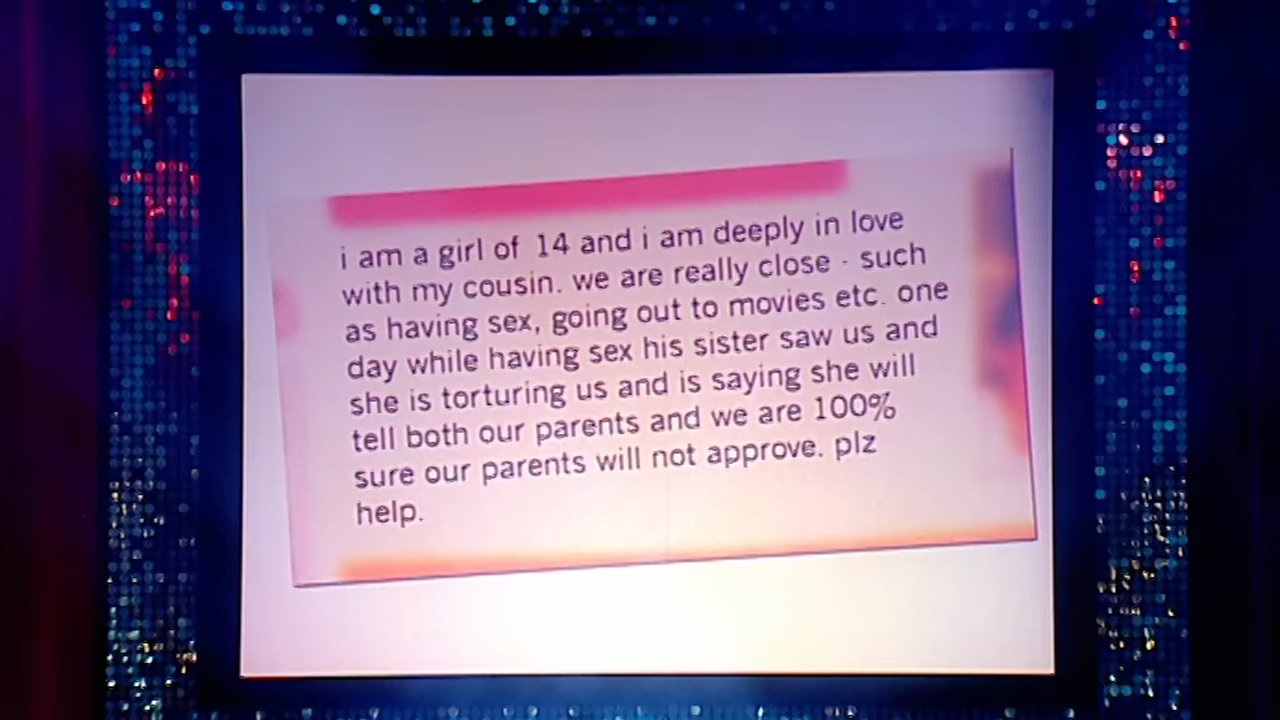 i am a girl of 14 and i am deeply in love
with my cousin. we are really close - such
as having sex, going out to movies etc. one
day while having sex his sister saw us and
she is torturing us and is saying she will
tell both our parents and we are 100%
sure our parents will not approve. plz
help.